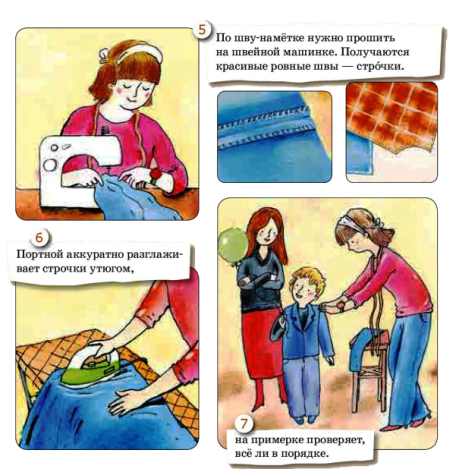 5
По шву-намётке нужно прошить
на швейной машинке. Получаются
красивые ровные швы — стро́чки.
6
Портной аккуратно разглажи-
вает строчки утюгом,
7
на примерке проверяет,
всё ли в порядке.